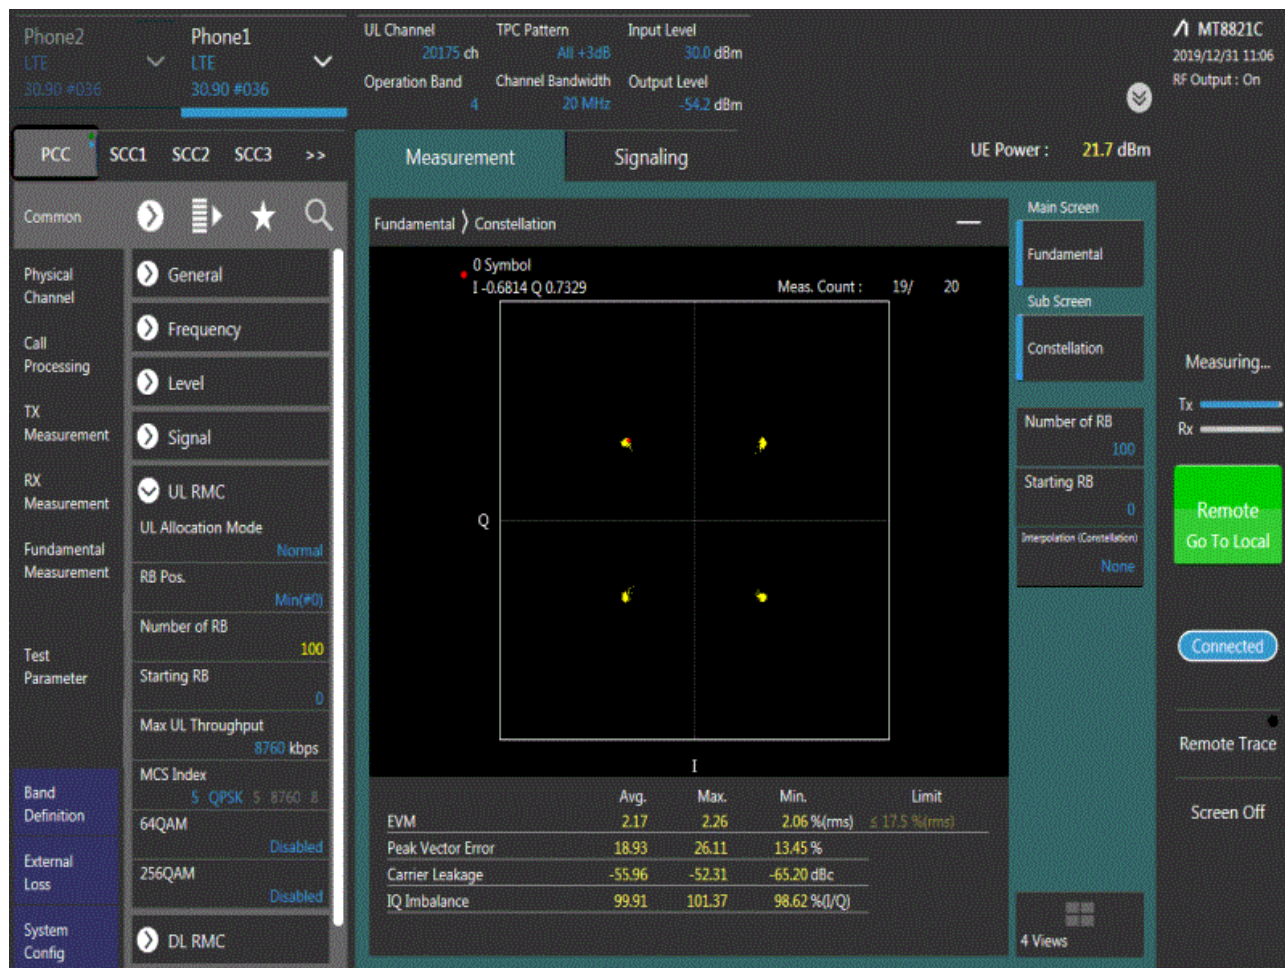 Phone2
LTE
30.90 #036
Phone1
LTE
30.90 #036
UL Channel
20175 ch
TPC Pattern
All +3dB
Input Level
30.0 dBm
Operation Band
4
Channel Bandwidth
20 MHz
Output Level
-54.2 dBm
MT8821C
2019/12/31 11:06
RF Output : On
PCC SCC1 SCC2 SCC3 >>
Measurement
Signaling
UE Power : 21.7 dBm
Common
Physical
Channel
Call
Processing
TX
Measurement
RX
Measurement
Fundamental
Measurement
Test
Parameter
Band
Definition
External
Loss
System
Config
General
Frequency
Level
Signal
UL RMC
UL Allocation Mode
Normal
RB Pos.
Min(#0)
Number of RB
100
Starting RB
0
Max UL Throughput
8760 kbps
MCS Index
5 QPSK 5 8760 8
64QAM
Disabled
256QAM
Disabled
DL RMC
Fundamental 〉Constellation
0 Symbol
I -0.6814 Q 0.7329
Meas. Count : 19/ 20
Q
I
Avg. Max. Min. Limit
EVM 2.17 2.26 2.06 %(rms) ≤ 17.5 %(rms)
Peak Vector Error 18.93 26.11 13.45 %
Carrier Leakage -55.96 -52.31 -65.20 dBc
IQ Imbalance 99.91 101.37 98.62 %(I/Q)
Main Screen
Fundamental
Sub Screen
Constellation
Number of RB
100
Starting RB
0
Interpolation (Constellation)
None
4 Views
Measuring...
Tx
Rx
Remote
Go To Local
Connected
Remote Trace
Screen Off